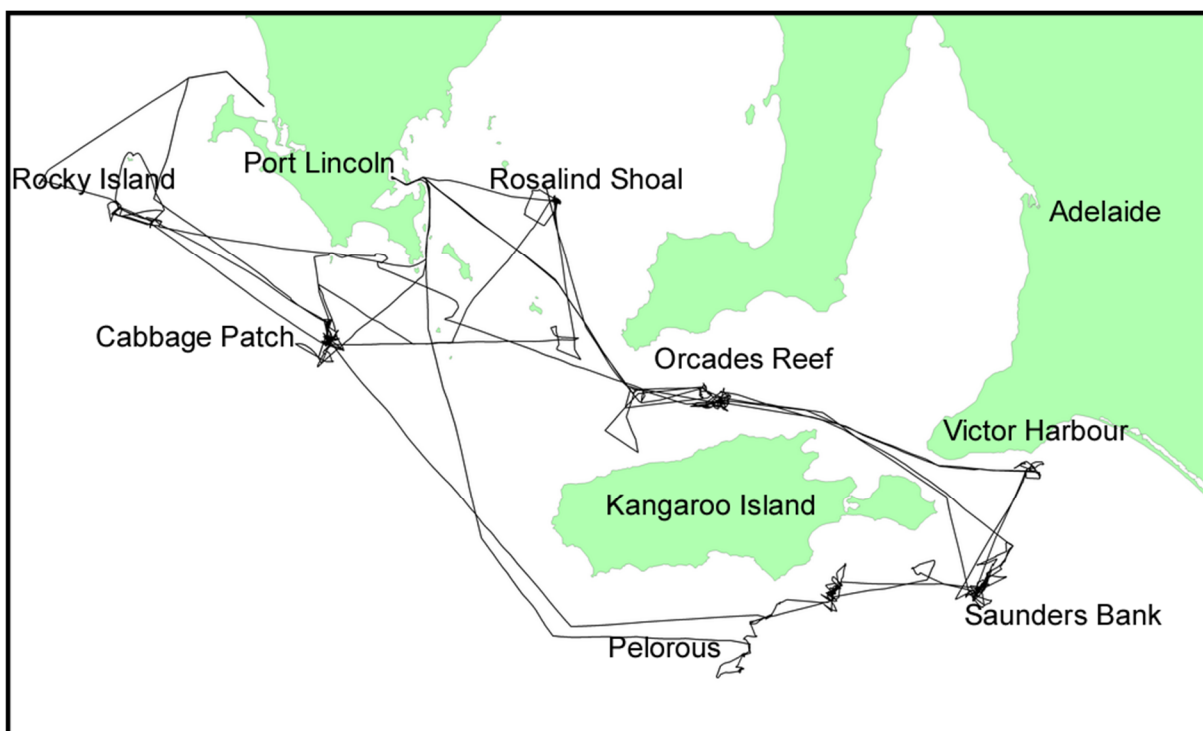 Port Lincoln
Rocky Island
Rosalind Shoal
Adelaide
Cabbage Patch
Orcades Reef
Victor Harbour
Kangaroo Island
Saunders Bank
Pelorous